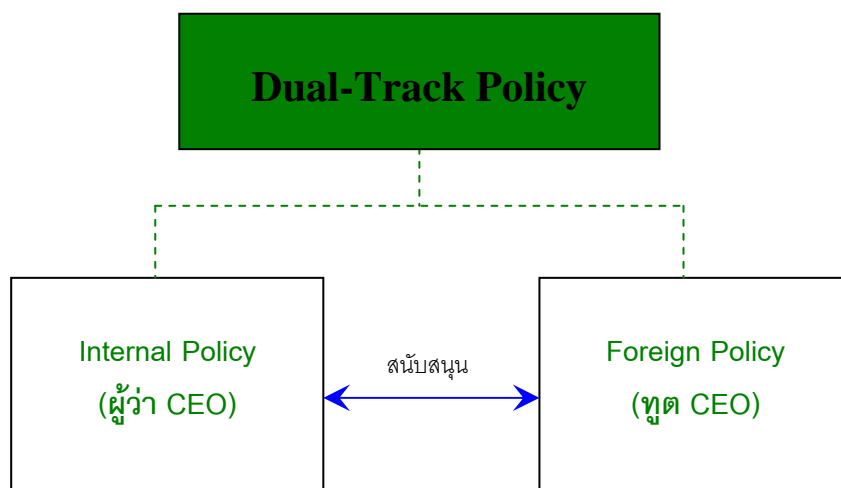 Dual-Track Policy
Internal Policy
(ผู้ว่า CEO)
สนับสนุน
Foreign Policy
(ทูต CEO)